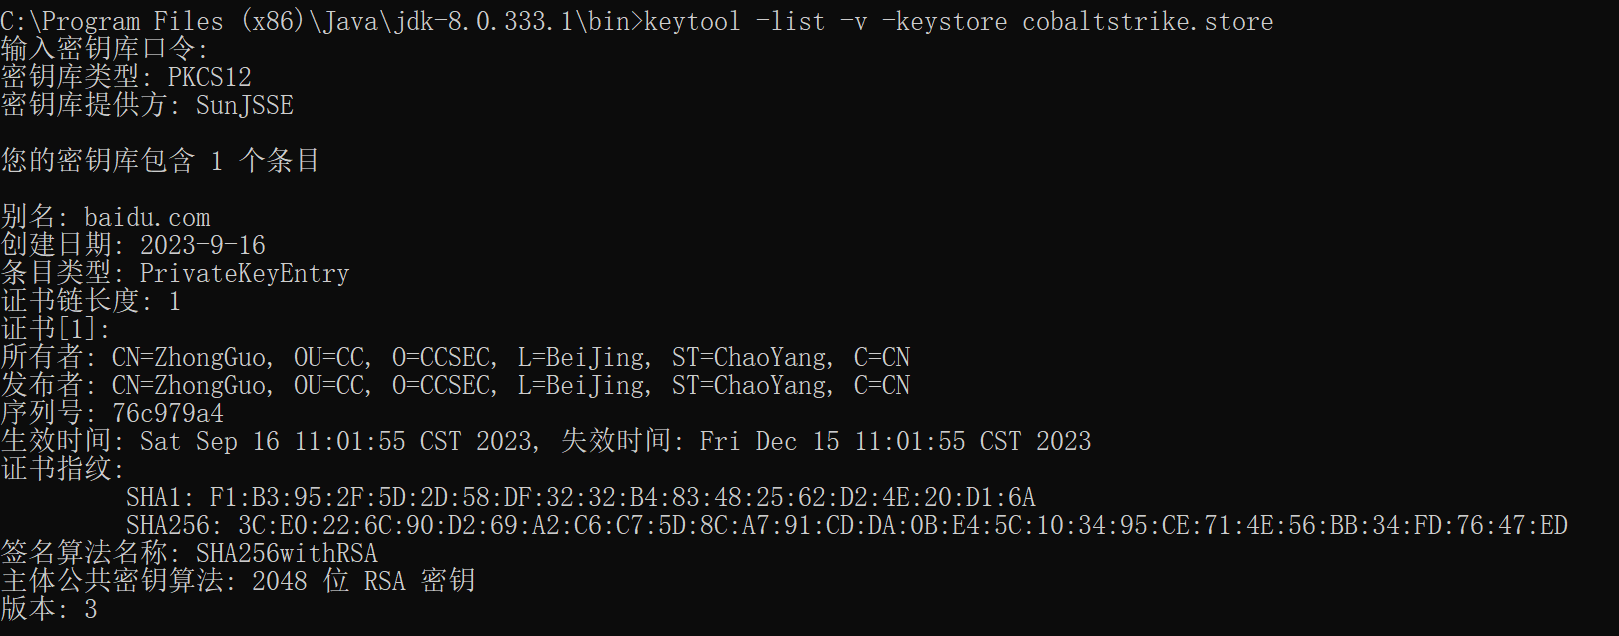 C:\Program Files (x86)\Java\jdk-8.0.333.1\bin>keytool -list -v -keystore cobaltstrike.store
输入密钥库口令:
密钥库类型: PKCS12
密钥库提供方: SunJSSE
您的密钥库包含 1 个条目
别名: baidu.com
创建日期: 2023-9-16
条目类型: PrivateKeyEntry
证书链长度: 1
证书[1]:
所有者: CN=ZhongGuo, OU=CC, O=CCSEC, L=BeiJing, ST=ChaoYang, C=CN
发布者: CN=ZhongGuo, OU=CC, O=CCSEC, L=BeiJing, ST=ChaoYang, C=CN
序列号: 76c979a4
生效时间: Sat Sep 16 11:01:55 CST 2023, 失效时间: Fri Dec 15 11:01:55 CST 2023
证书指纹:
SHA1: F1:B3:95:2F:5D:2D:58:DF:32:32:B4:83:48:25:62:D2:4E:20:D1:6A
SHA256: 3C:E0:22:6C:90:D2:69:A2:C6:C7:5D:8C:A7:91:CD:DA:0B:E4:5C:10:34:95:CE:71:4E:56:BB:34:FD:76:47:ED
签名算法名称: SHA256withRSA
主体公共密钥算法: 2048 位 RSA 密钥
版本: 3